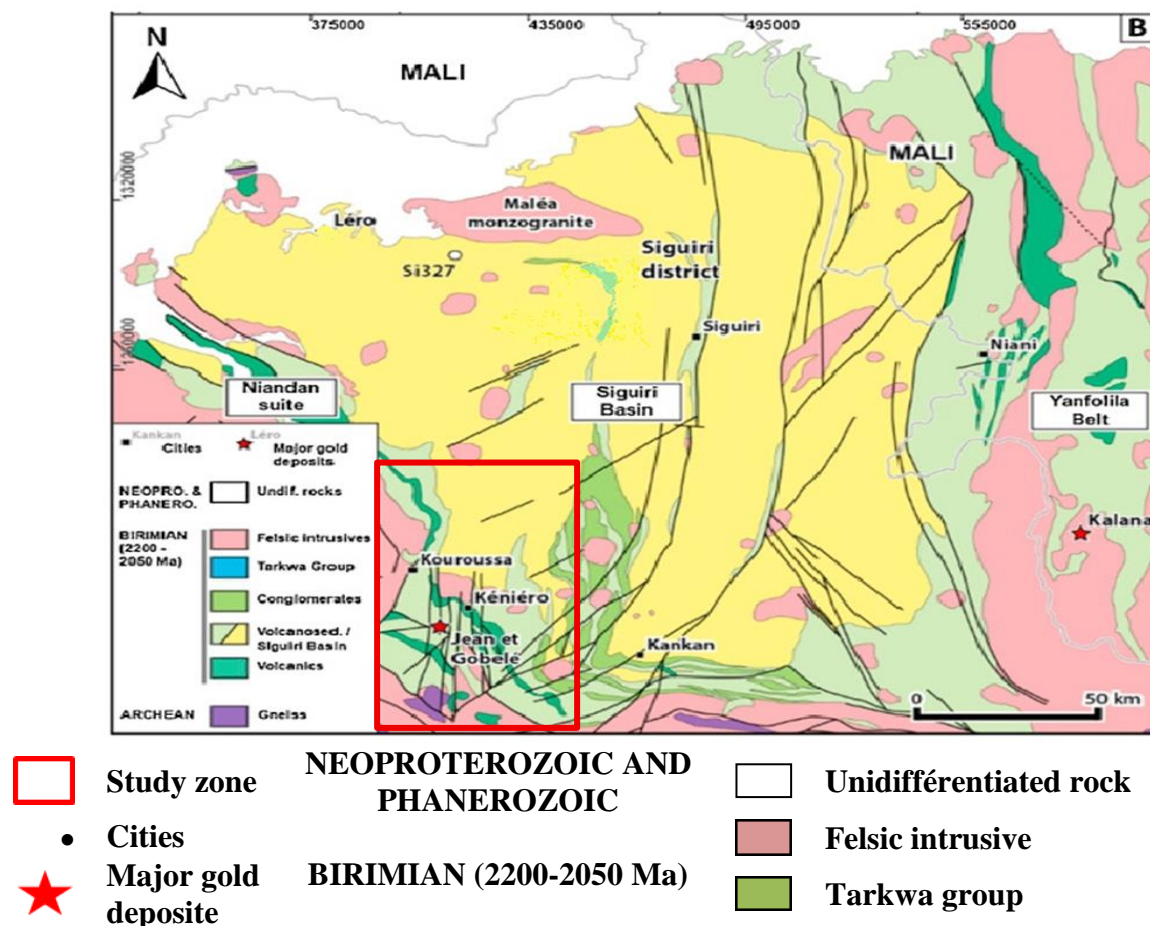 375000 435000 495000 555000 B
N
MALI
MALI
1320000
Léro
Maléa
monzogranite
Siguiri
district
Si327
Siguiri
Niani
Niandan
suite
Siguiri
Basin
Yanfolila
Belt
Kankan
Cities
Léro
Major gold
deposits
NEOPRO. &
PHANERO.
Undif. rocks
BIRIMIAN
(2200 -
2050 Ma)
Felsic intrusives
Tarkwa Group
Conglomerates
Volcanosed. /
Siguiri Basin
Volcanics
ARCHEAN
Gneiss
Kouroussa
Kéniéro
Jean et
Gobelé
Kankan
Kalana
0 50 km
Study zone
NEOPROTEROZOIC AND
PHANEROZOIC
Unidifférentiated rock
Cities
Felsic intrusive
Major gold
deposite
BIRIMIAN (2200-2050 Ma)
Tarkwa group